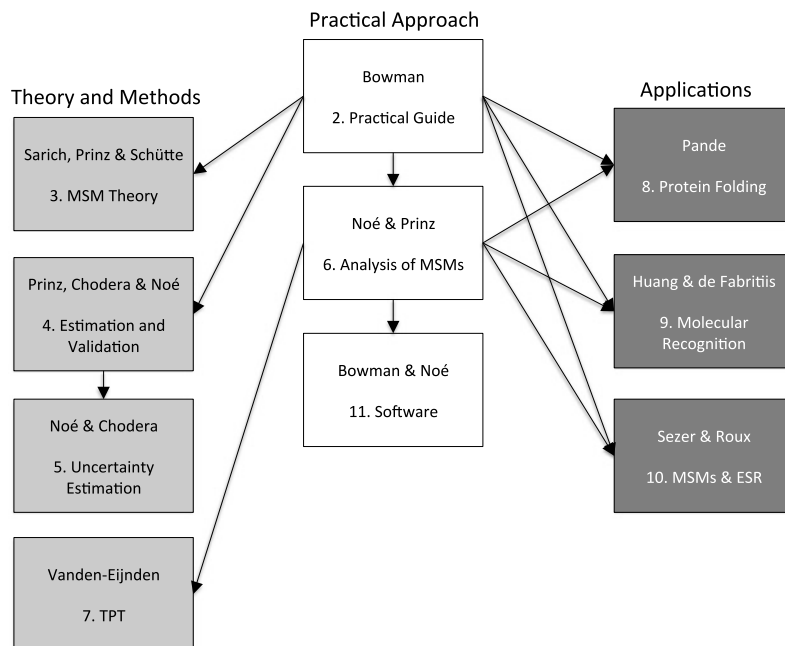 Practical Approach
Bowman
2. Practical Guide
Noé & Prinz
6. Analysis of MSMs
Bowman & Noé
11. Software
Theory and Methods
Sarich, Prinz & Schütte
3. MSM Theory
Prinz, Chodera & Noé
4. Estimation and
Validation
Noé & Chodera
5. Uncertainty
Estimation
Vanden-Eijnden
7. TPT
Applications
Pande
8. Protein Folding
Huang & de Fabritiis
9. Molecular
Recognition
Sezer & Roux
10. MSMs & ESR